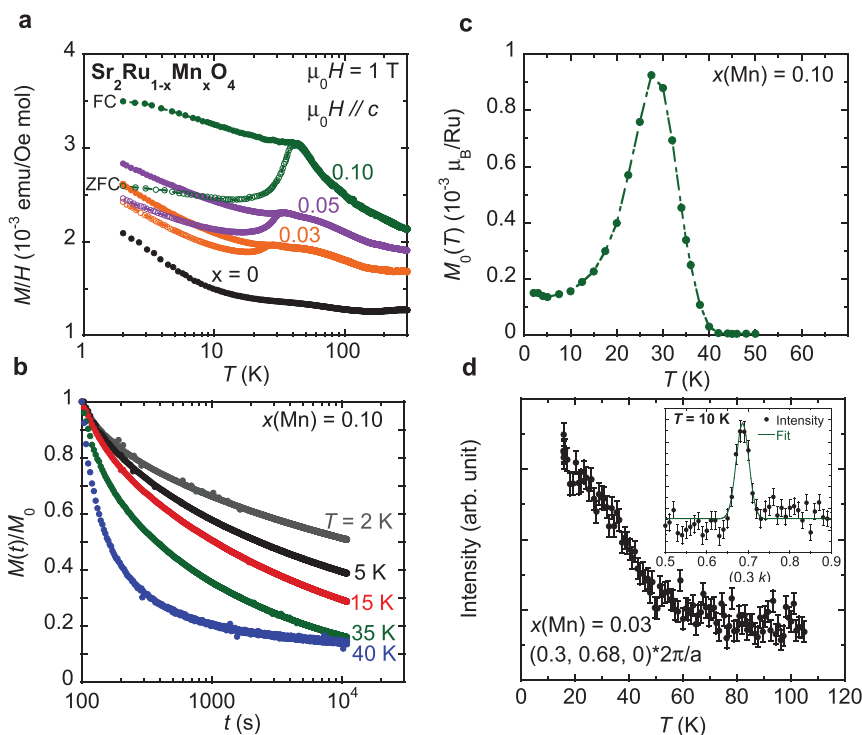 a
Sr₂Ru₁₋ₓMnₓO₄
μ₀H = 1 T
μ₀H // c
FC
ZFC
0.10
0.05
0.03
x = 0
4
3
2
1
1
10
100
T (K)
M/H (10⁻³ emu/Oe mol)
b
x(Mn) = 0.10
T = 2 K
5 K
15 K
35 K
40 K
1
0.8
0.6
0.4
0.2
0
100
1000
10⁴
t (s)
M(t)/M₀
c
x(Mn) = 0.10
1
0.8
0.6
0.4
0.2
0
0 10 20 30 40 50 60
T (K)
M₀(T) (10⁻³ μ_B/Ru)
d
T = 10 K
Intensity
Fit
0.5 0.6 0.7 0.8 0.9
(0.3 k)
x(Mn) = 0.03
(0.3, 0.68, 0)*2π/a
0 20 40 60 80 100 120
T (K)
Intensity (arb. unit)